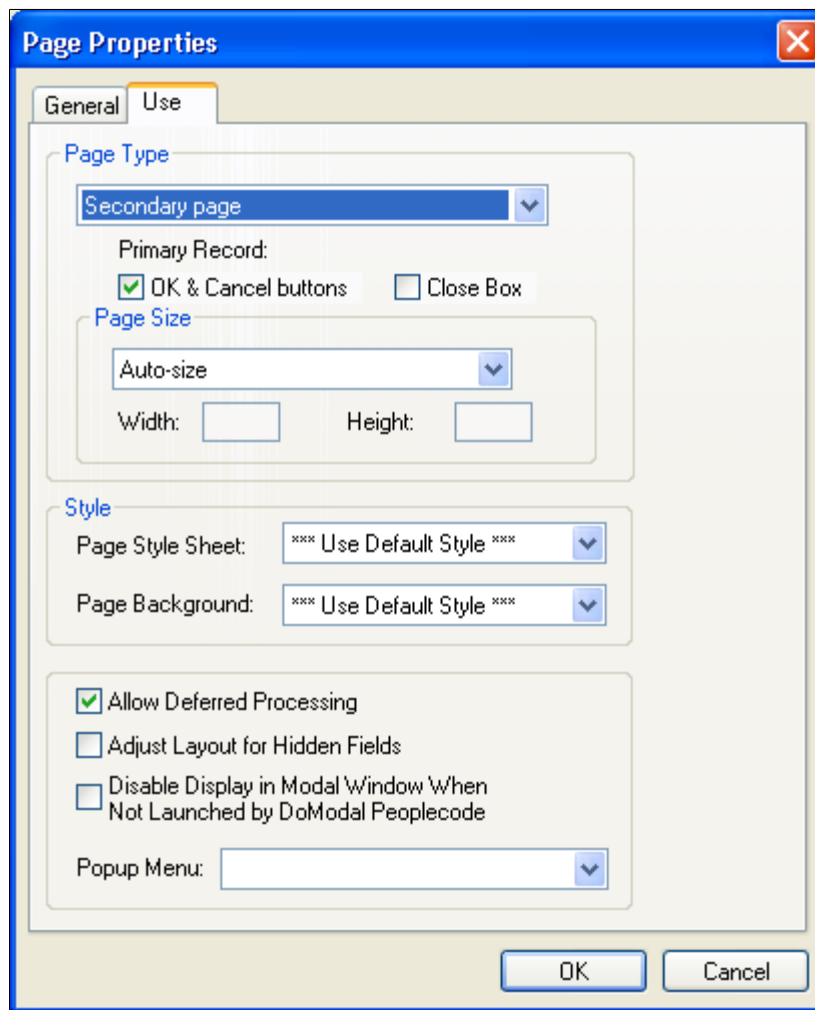 Page Properties
General Use
Page Type
Secondary page
Primary Record:
OK & Cancel buttons Close Box
Page Size
Auto-size
Width: Height:
Style
Page Style Sheet: *** Use Default Style ***
Page Background: *** Use Default Style ***
Allow Deferred Processing
Adjust Layout for Hidden Fields
Disable Display in Modal Window When
Not Launched by DoModal Peoplecode
Popup Menu:
OK Cancel